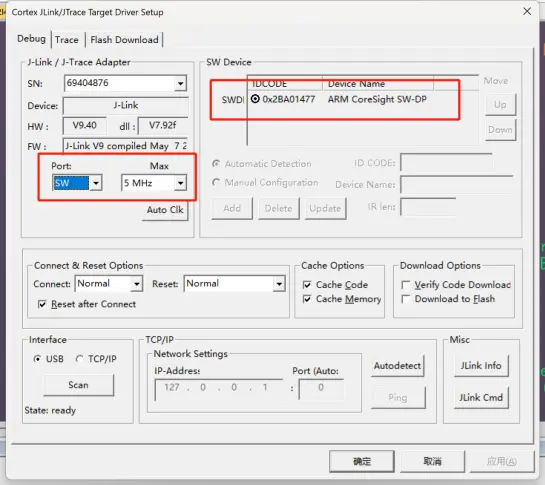 Cortex JLink/JTrace Target Driver Setup
Debug Trace Flash Download
J-Link / J-Trace Adapter
SN: 69404876
Device: J-Link
HW : V9.40 dll : V7.92f
FW : J-Link V9 compiled May 7 2
Port: Max
SW 5 MHz
Auto Clk
SW Device
IDCODE Device Name Move
SWDI 0x2BA01477 ARM CoreSight SW-DP
Up
Down
Automatic Detection ID CODE:
Manual Configuration Device Name:
Add Delete Update IR len:
Connect & Reset Options
Connect: Normal Reset: Normal
Reset after Connect
Cache Options
Cache Code
Cache Memory
Download Options
Verify Code Download
Download to Flash
Interface
USB TCP/IP
Scan
State: ready
TCP/IP
Network Settings
IP-Address: Port (Auto:
127 . 0 . 0 . 1 : 0
Autodetect
Ping
Misc
JLink Info
JLink Cmd
确定 取消 应用(A)